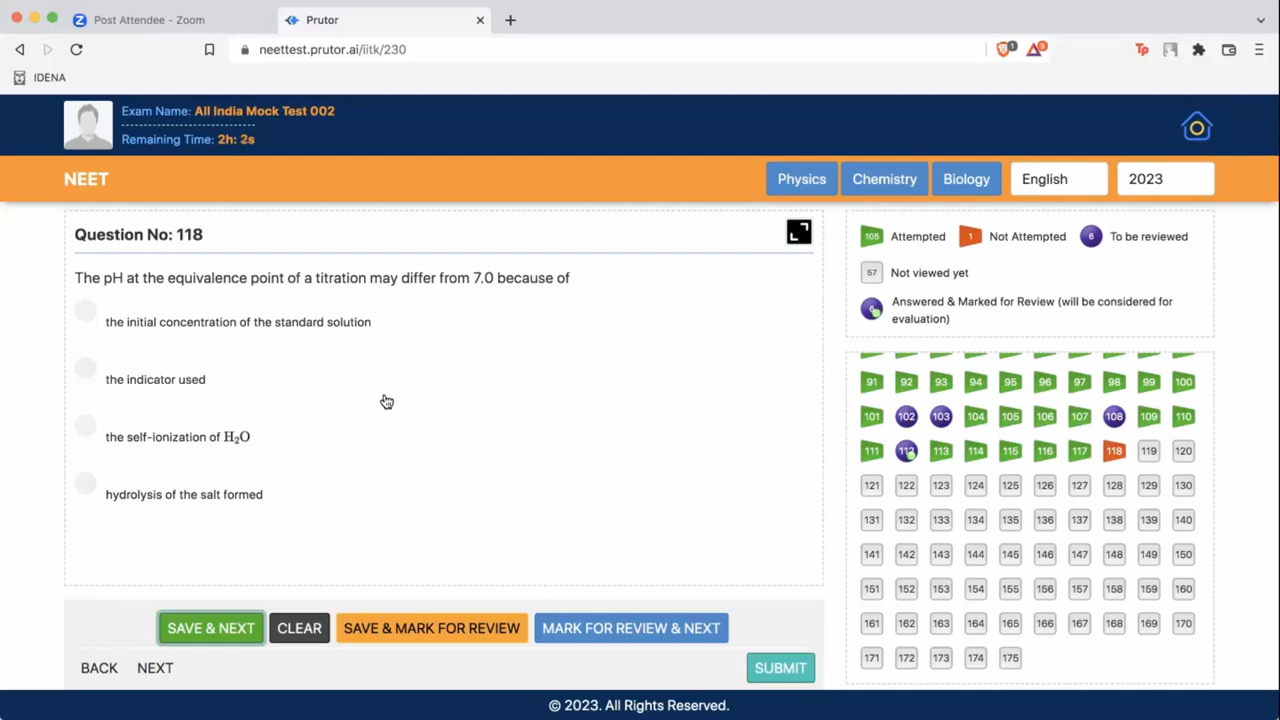 Post Attendee - Zoom
Prutor
neettest.prutor.ai/iitk/230
1
3
Tp
IDENA
Exam Name: All India Mock Test 002
Remaining Time: 2h: 2s
NEET
Physics
Chemistry
Biology
English
2023
Question No: 118
The pH at the equivalence point of a titration may differ from 7.0 because of
the initial concentration of the standard solution
the indicator used
the self-ionization of H₂O
hydrolysis of the salt formed
SAVE & NEXT
CLEAR
SAVE & MARK FOR REVIEW
MARK FOR REVIEW & NEXT
BACK
NEXT
SUBMIT
105 Attempted 1 Not Attempted 6 To be reviewed
57 Not viewed yet
Answered & Marked for Review (will be considered for
evaluation)
91 92 93 94 95 96 97 98 99 100
101 102 103 104 105 106 107 108 109 110
111 112 113 114 115 116 117 118 119 120
121 122 123 124 125 126 127 128 129 130
131 132 133 134 135 136 137 138 139 140
141 142 143 144 145 146 147 148 149 150
151 152 153 154 155 156 157 158 159 160
161 162 163 164 165 166 167 168 169 170
171 172 173 174 175
© 2023. All Rights Reserved.